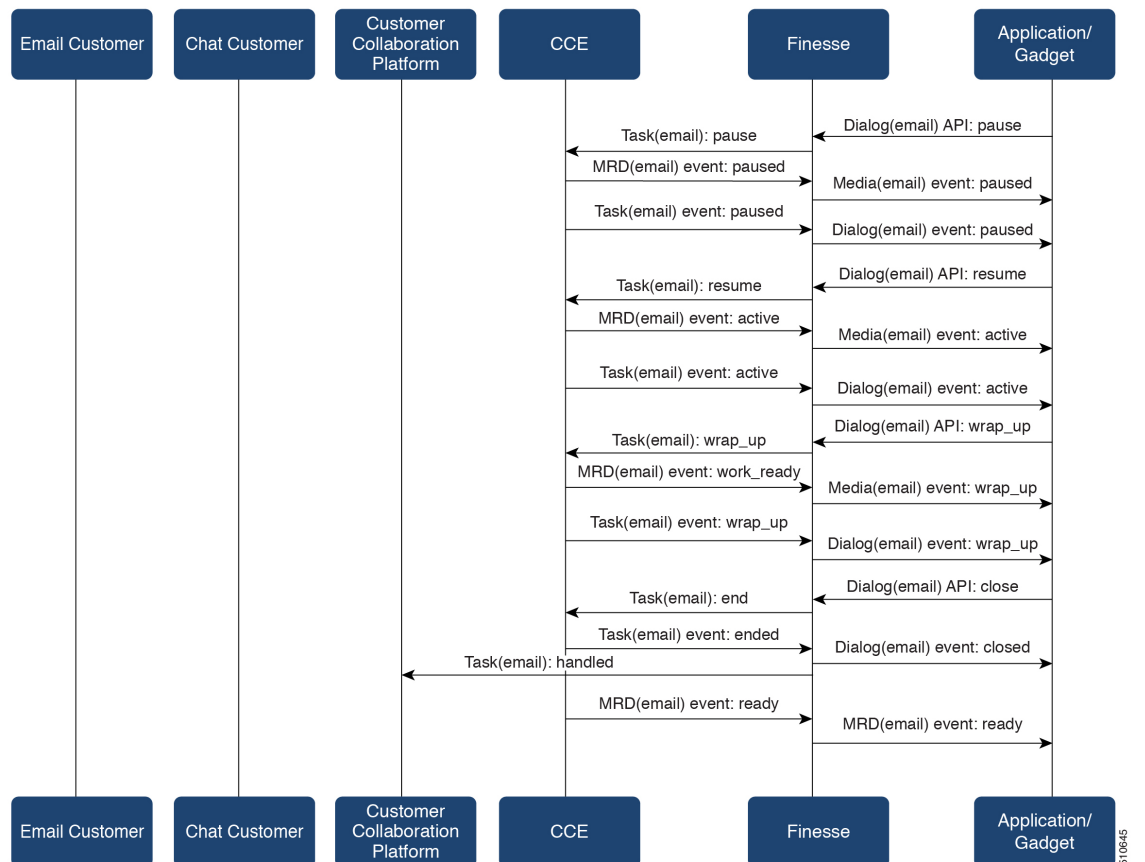 Email Customer
Chat Customer
Customer
Collaboration
Platform
CCE
Finesse
Application/
Gadget
Dialog(email) API: pause
Task(email): pause
MRD(email) event: paused
Media(email) event: paused
Task(email) event: paused
Dialog(email) event: paused
Dialog(email) API: resume
Task(email): resume
MRD(email) event: active
Media(email) event: active
Task(email) event: active
Dialog(email) event: active
Dialog(email) API: wrap_up
Task(email): wrap_up
MRD(email) event: work_ready
Media(email) event: wrap_up
Task(email) event: wrap_up
Dialog(email) event: wrap_up
Dialog(email) API: close
Task(email): end
Task(email) event: ended
Dialog(email) event: closed
Task(email): handled
MRD(email) event: ready
MRD(email) event: ready
Email Customer
Chat Customer
Customer
Collaboration
Platform
CCE
Finesse
Application/
Gadget